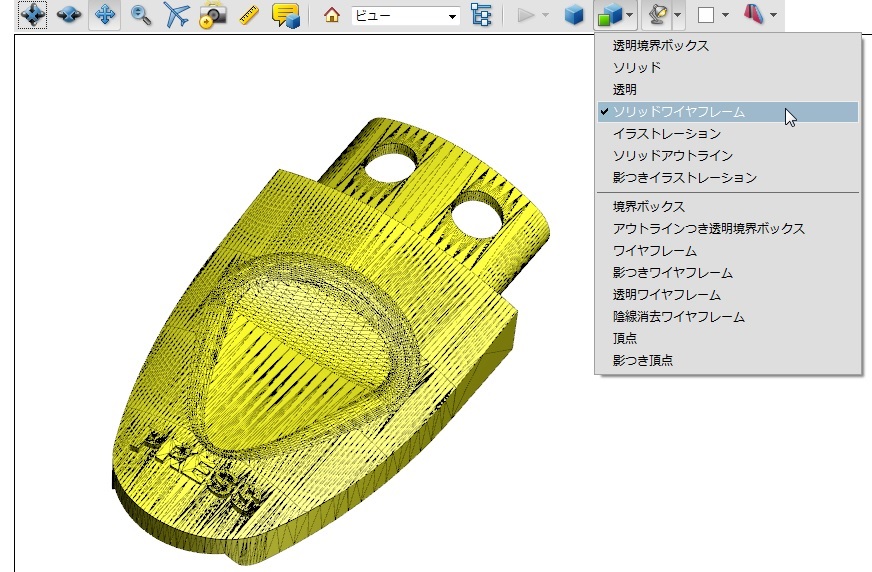 ビュー
透明境界ボックス
ソリッド
透明
ソリッドワイヤフレーム
イラストレーション
ソリッドアウトライン
影つきイラストレーション
境界ボックス
アウトラインつき透明境界ボックス
ワイヤフレーム
影つきワイヤフレーム
透明ワイヤフレーム
陰線消去ワイヤフレーム
頂点
影つき頂点
PRESS